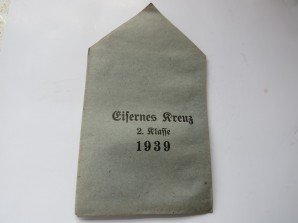 Eisernes Kreuz
2. Klasse
1939